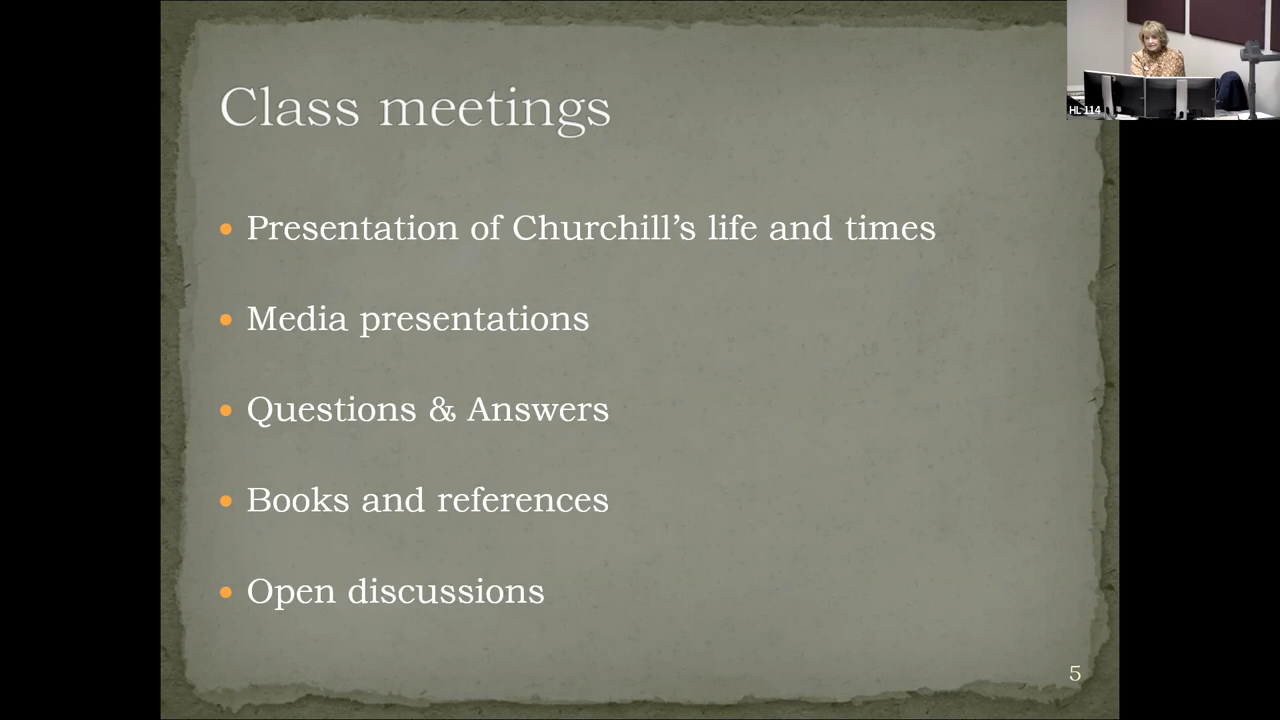 Class meetings
HL 114
Presentation of Churchill’s life and times
Media presentations
Questions & Answers
Books and references
Open discussions
5